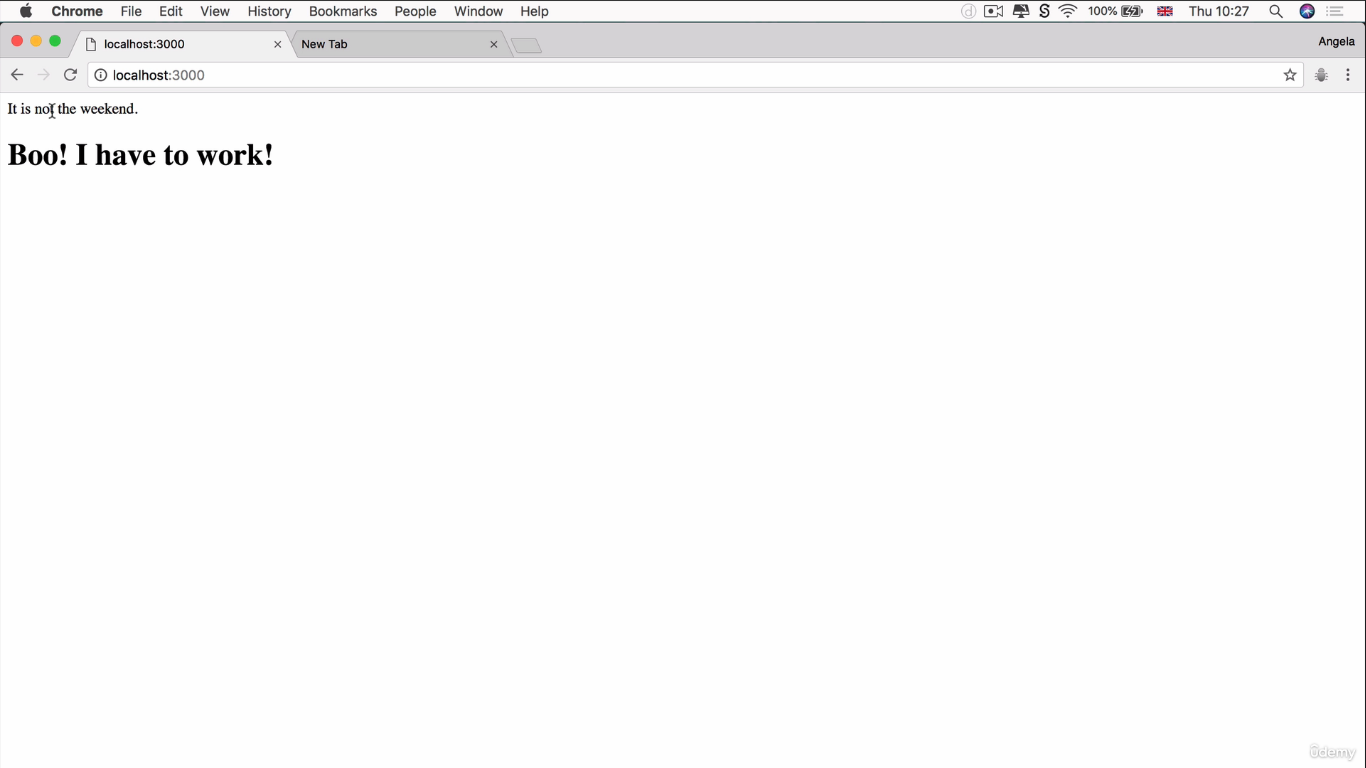 Chrome File Edit View History Bookmarks People Window Help 100% Thu 10:27
localhost:3000 New Tab Angela
localhost:3000
It is not the weekend.
Boo! I have to work!
ûdemy